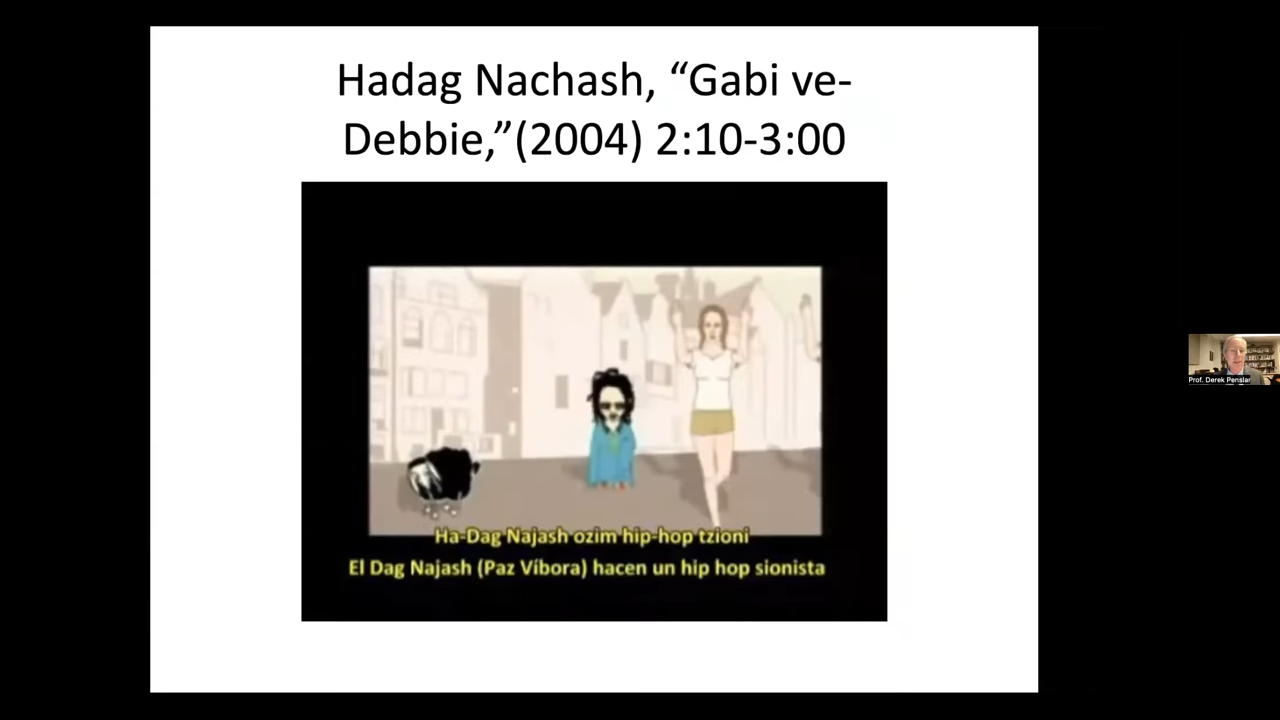 Hadag Nachash, “Gabi ve-
Debbie,”(2004) 2:10-3:00
Ha-Dag Najash ozim hip-hop tzioni
El Dag Najash (Paz Víbora) hacen un hip hop sionista
Prof. Derek Penslar